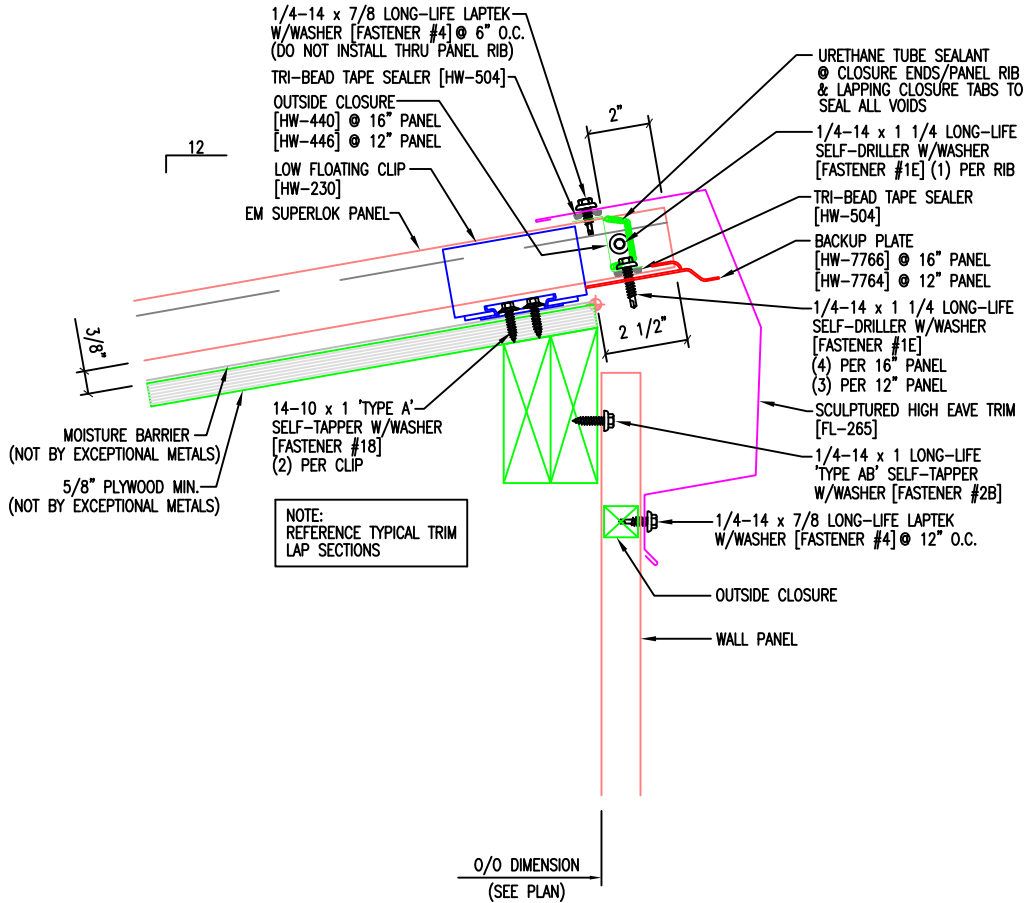 1/4-14 x 7/8 LONG-LIFE LAPTEK
W/WASHER [FASTENER #4] @ 6" O.C.
(DO NOT INSTALL THRU PANEL RIB)
TRI-BEAD TAPE SEALER [HW-504]
OUTSIDE CLOSURE
[HW-440] @ 16" PANEL
[HW-446] @ 12" PANEL
LOW FLOATING CLIP
[HW-230]
EM SUPERLOK PANEL
12
2"
URETHANE TUBE SEALANT
@ CLOSURE ENDS/PANEL RIB
& LAPPING CLOSURE TABS TO
SEAL ALL VOIDS
1/4-14 x 1 1/4 LONG-LIFE
SELF-DRILLER W/WASHER
[FASTENER #1E] (1) PER RIB
TRI-BEAD TAPE SEALER
[HW-504]
BACKUP PLATE
[HW-7766] @ 16" PANEL
[HW-7764] @ 12" PANEL
1/4-14 x 1 1/4 LONG-LIFE
SELF-DRILLER W/WASHER
[FASTENER #1E]
(4) PER 16" PANEL
(3) PER 12" PANEL
2 1/2"
3/8"
SCULPTURED HIGH EAVE TRIM
[FL-265]
1/4-14 x 1 LONG-LIFE
'TYPE AB' SELF-TAPPER
W/WASHER [FASTENER #2B]
1/4-14 x 7/8 LONG-LIFE LAPTEK
W/WASHER [FASTENER #4] @ 12" O.C.
OUTSIDE CLOSURE
WALL PANEL
14-10 x 1 'TYPE A'
SELF-TAPPER W/WASHER
[FASTENER #18]
(2) PER CLIP
MOISTURE BARRIER
(NOT BY EXCEPTIONAL METALS)
5/8" PLYWOOD MIN.
(NOT BY EXCEPTIONAL METALS)
NOTE:
REFERENCE TYPICAL TRIM
LAP SECTIONS
O/O DIMENSION
(SEE PLAN)